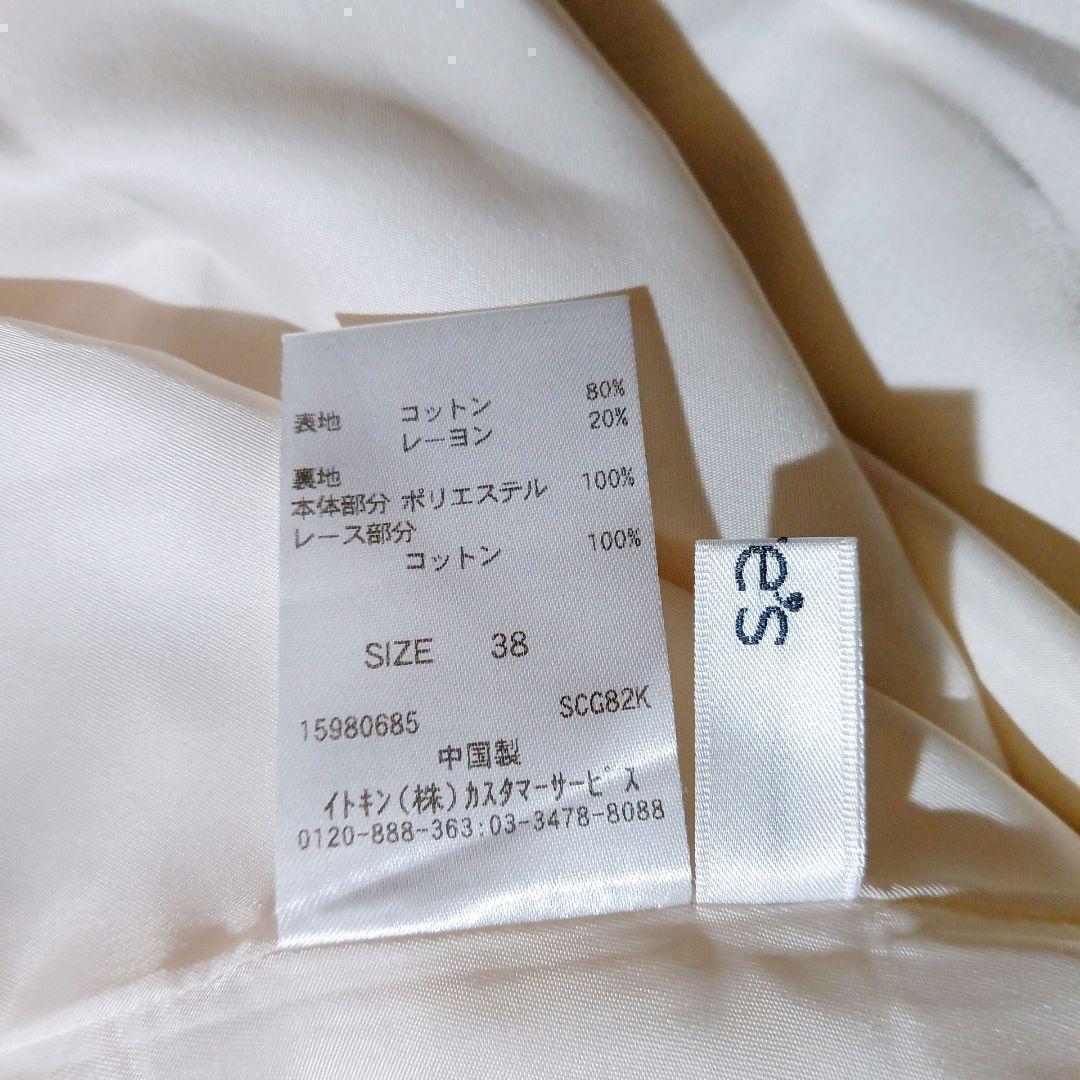 表地 コットン 80%
レーヨン 20%
裏地
本体部分 ポリエステル 100%
レース部分
コットン 100%
SIZE 38
15980685 SCG82K
中国製
イトキン(株)カスタマーサービス
0120-888-363:03-3478-8088
e's